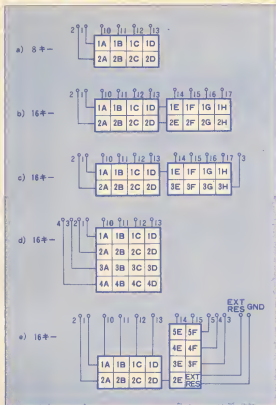 2 1 10 11 12 13
a) 8キー 1A 1B 1C 1D
2A 2B 2C 2D
2 1 10 11 12 13 14 15 16 17
b) 16キー 1A 1B 1C 1D 1E 1F 1G 1H
2A 2B 2C 2D 2E 2F 2G 2H
2 1 10 11 12 13 14 15 16 17 3
c) 16キー 1A 1B 1C 1D 1E 1F 1G 1H
2A 2B 2C 2D 3E 3F 3G 3H
4 3 2 1 10 11 12 13
d) 16キー 1A 1B 1C 1D
2A 2B 2C 2D
3A 3B 3C 3D
4A 4B 4C 4D
EXT
RES GND
2 1 10 11 12 13 14 15 5 4 3
e) 16キー
5E 5F
4E 4F
1A 1B 1C 1D 3E 3F
2A 2B 2C 2D 2E EXT
RES